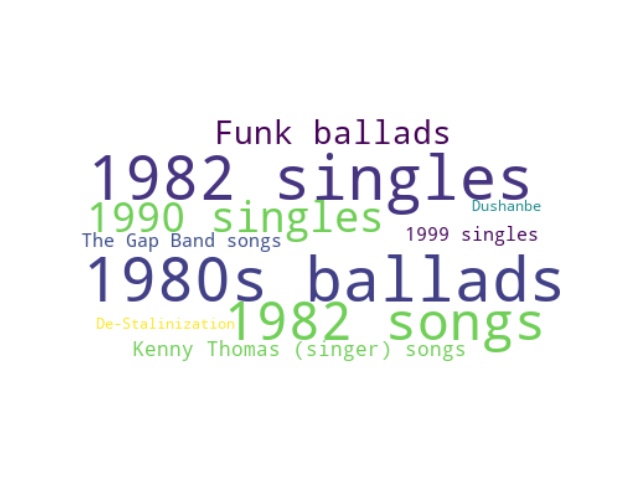 Funk ballads
1982 singles
Dushanbe
1990 singles
1999 singles
The Gap Band songs
1980s ballads
1982 songs
De-Stalinization
Kenny Thomas (singer) songs